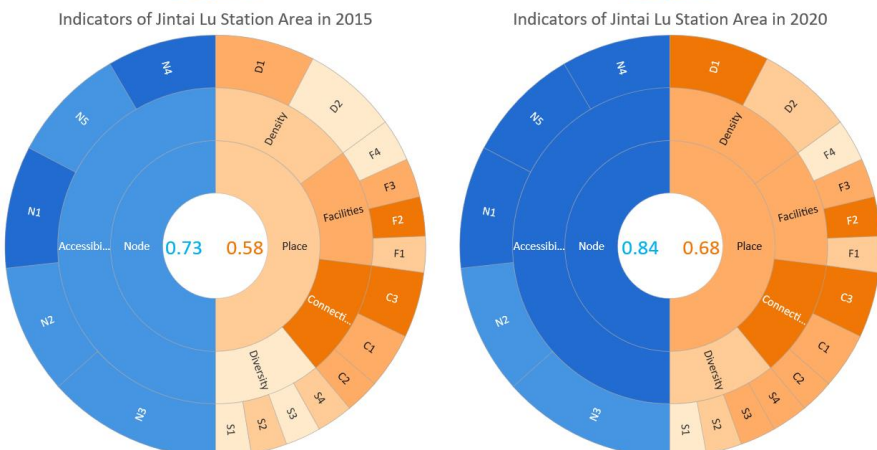 Indicators of Jintai Lu Station Area in 2015
N4
D1
N5
D2
Density
F4
F3
N1
Facilities
F2
Accessibi...
Node
0.73
0.58
Place
F1
C3
N2
Connecti...
C1
Diversity
C2
N3
S4
S3
S2
S1
Indicators of Jintai Lu Station Area in 2020
N4
D1
N5
D2
Density
F4
F3
N1
Facilities
F2
Accessibi...
Node
0.84
0.68
Place
F1
C3
N2
Connecti...
C1
Diversity
C2
N3
S4
S3
S2
S1